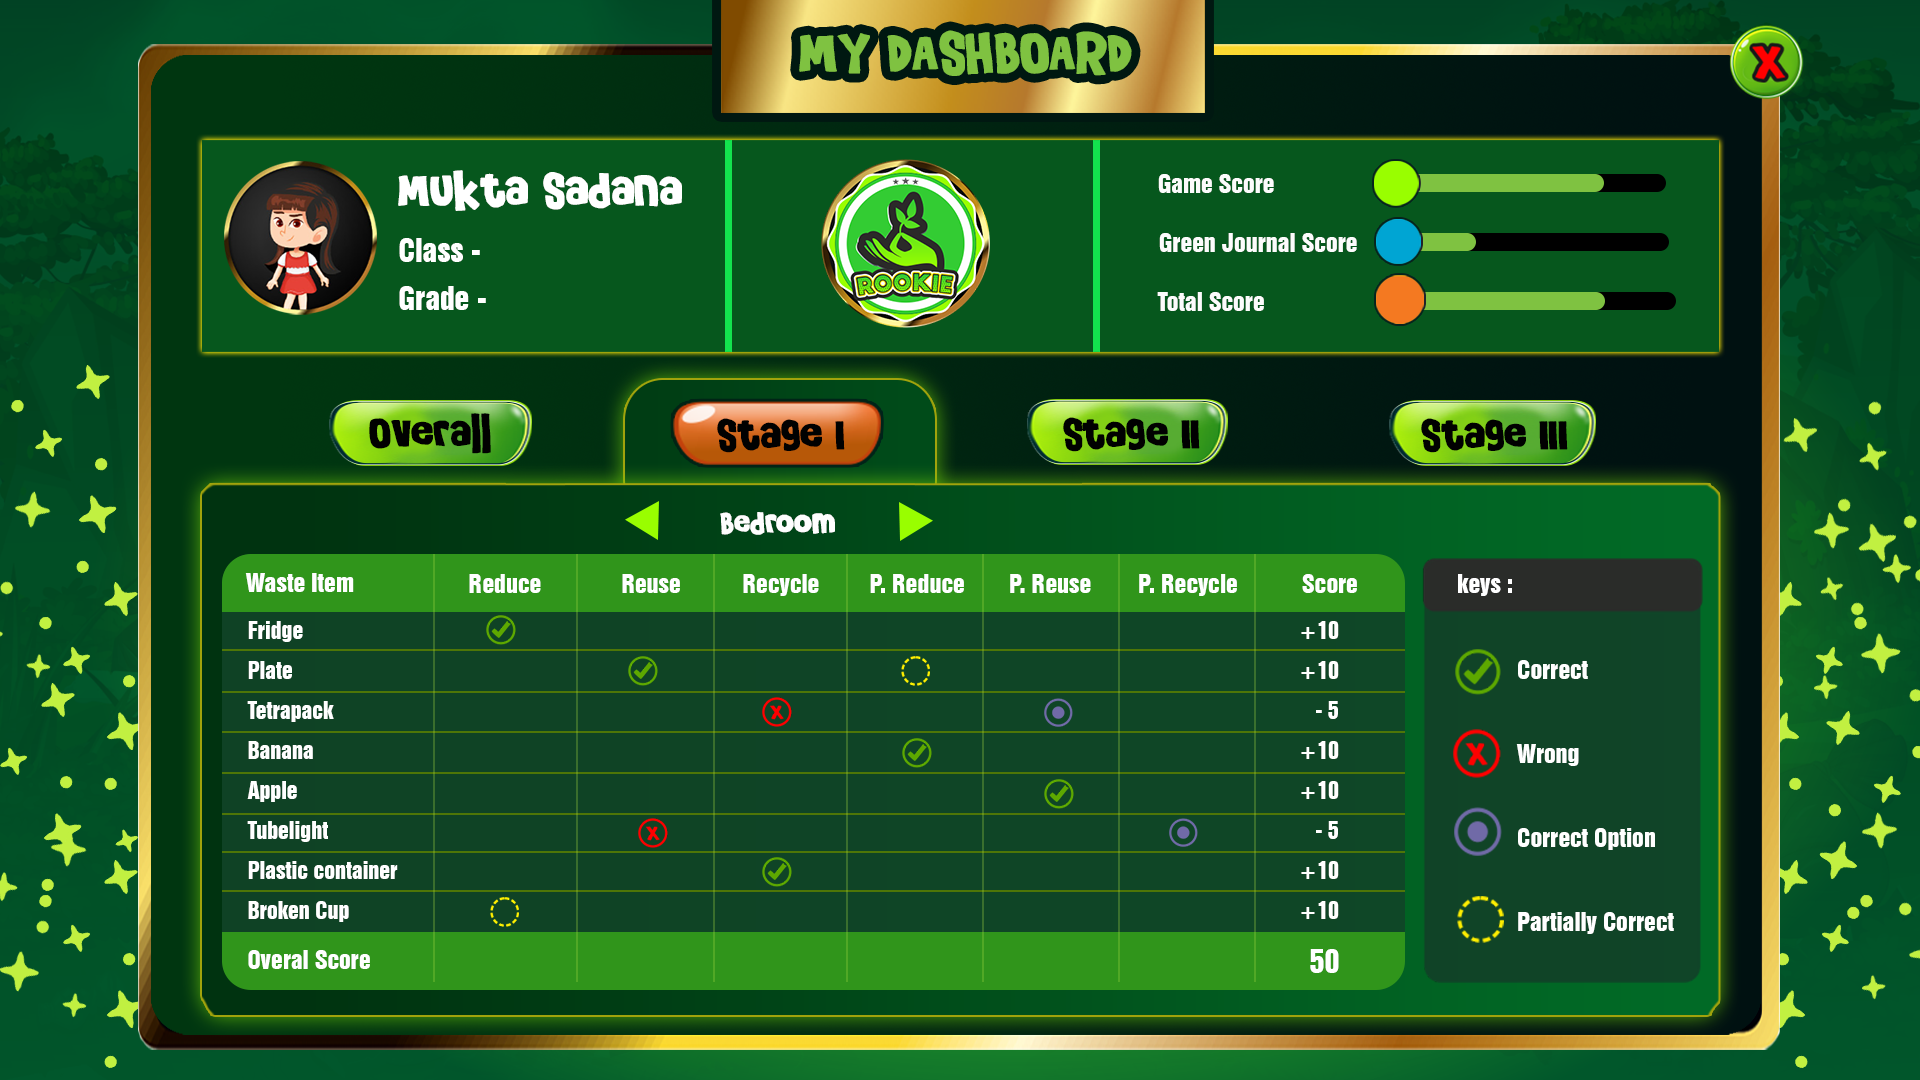 MY DASHBOARD
X
Mukta Sadana
Class -
Grade -
ROOKIE
Game Score
Green Journal Score
Total Score
Overall
Stage I
Stage II
Stage III
Bedroom
Waste Item Reduce Reuse Recycle P. Reduce P. Reuse P. Recycle Score
Fridge +10
Plate +10
Tetrapack X - 5
Banana +10
Apple +10
Tubelight X - 5
Plastic container +10
Broken Cup +10
Overal Score 50
keys :
Correct
X Wrong
Correct Option
Partially Correct